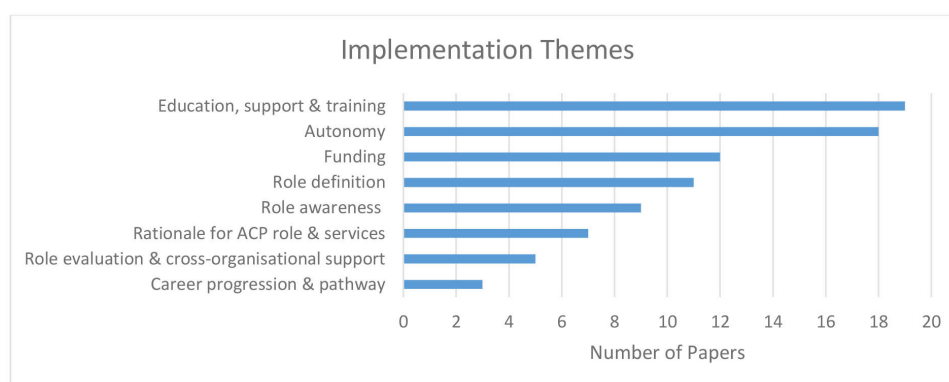 Implementation Themes
Education, support & training
Autonomy
Funding
Role definition
Role awareness
Rationale for ACP role & services
Role evaluation & cross-organisational support
Career progression & pathway
0 2 4 6 8 10 12 14 16 18 20
Number of Papers